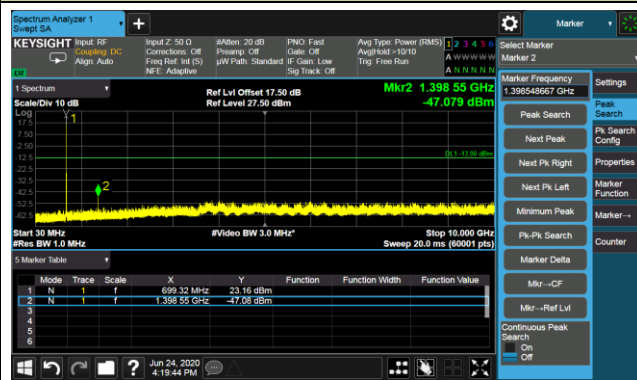 Spectrum Analyzer 1
Swept SA
+
Marker
KEYSIGHT
Input: RF
Coupling: DC
Align: Auto
Input Z: 50 Ω
Corrections: Off
Freq Ref: Int (S)
NFE: Adaptive
#Atten: 20 dB
Preamp: Off
µW Path: Standard
PNO: Fast
Gate: Off
IF Gain: Low
Sig Track: Off
Avg Type: Power (RMS)
Avg|Hold:>10/10
Trig: Free Run
1 2 3 4 5 6
A W W W W W
A N N N N N
LXI
Select Marker
Marker 2
1 Spectrum
Scale/Div 10 dB
Ref Lvl Offset 17.50 dB
Ref Level 27.50 dBm
Mkr2 1.398 55 GHz
-47.079 dBm
Log
17.5
7.50
-2.50
-12.5
-22.5
-32.5
-42.5
-52.5
-62.5
1
2
DL1 -13.00 dBm
Start 30 MHz
#Res BW 1.0 MHz
#Video BW 3.0 MHz*
Stop 10.000 GHz
Sweep 20.0 ms (60001 pts)
5 Marker Table
Mode Trace Scale X Y Function Function Width Function Value
1 N 1 f 699.32 MHz 23.16 dBm
2 N 1 f 1.398 55 GHz -47.08 dBm
3
4
5
6
Marker Frequency
1.398548667 GHz
Peak Search
Next Peak
Next Pk Right
Next Pk Left
Minimum Peak
Pk-Pk Search
Marker Delta
Mkr→CF
Mkr→Ref Lvl
Continuous Peak
Search
On
Off
Settings
Peak
Search
Pk Search
Config
Properties
Marker
Function
Marker→
Counter
?
Jun 24, 2020
4:19:44 PM